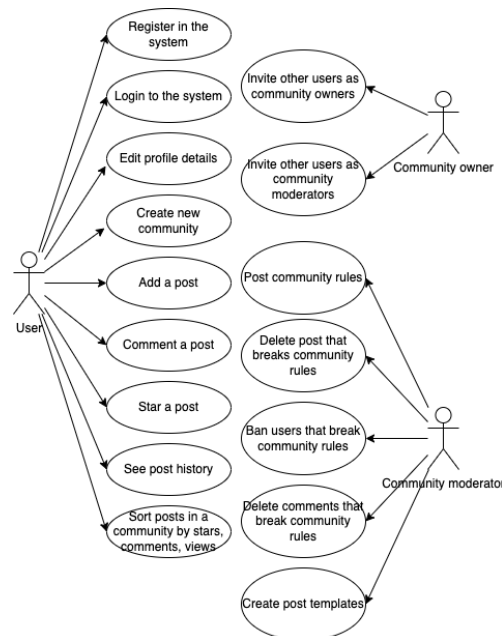 Register in the
system
Login to the system
Edit profile details
Create new
community
Add a post
Comment a post
Star a post
See post history
Sort posts in a
community by stars,
comments, views
User
Invite other users as
community owners
Invite other users as
community
moderators
Community owner
Post community rules
Delete post that
breaks community
rules
Ban users that break
community rules
Delete comments that
break community
rules
Create post templates
Community moderator